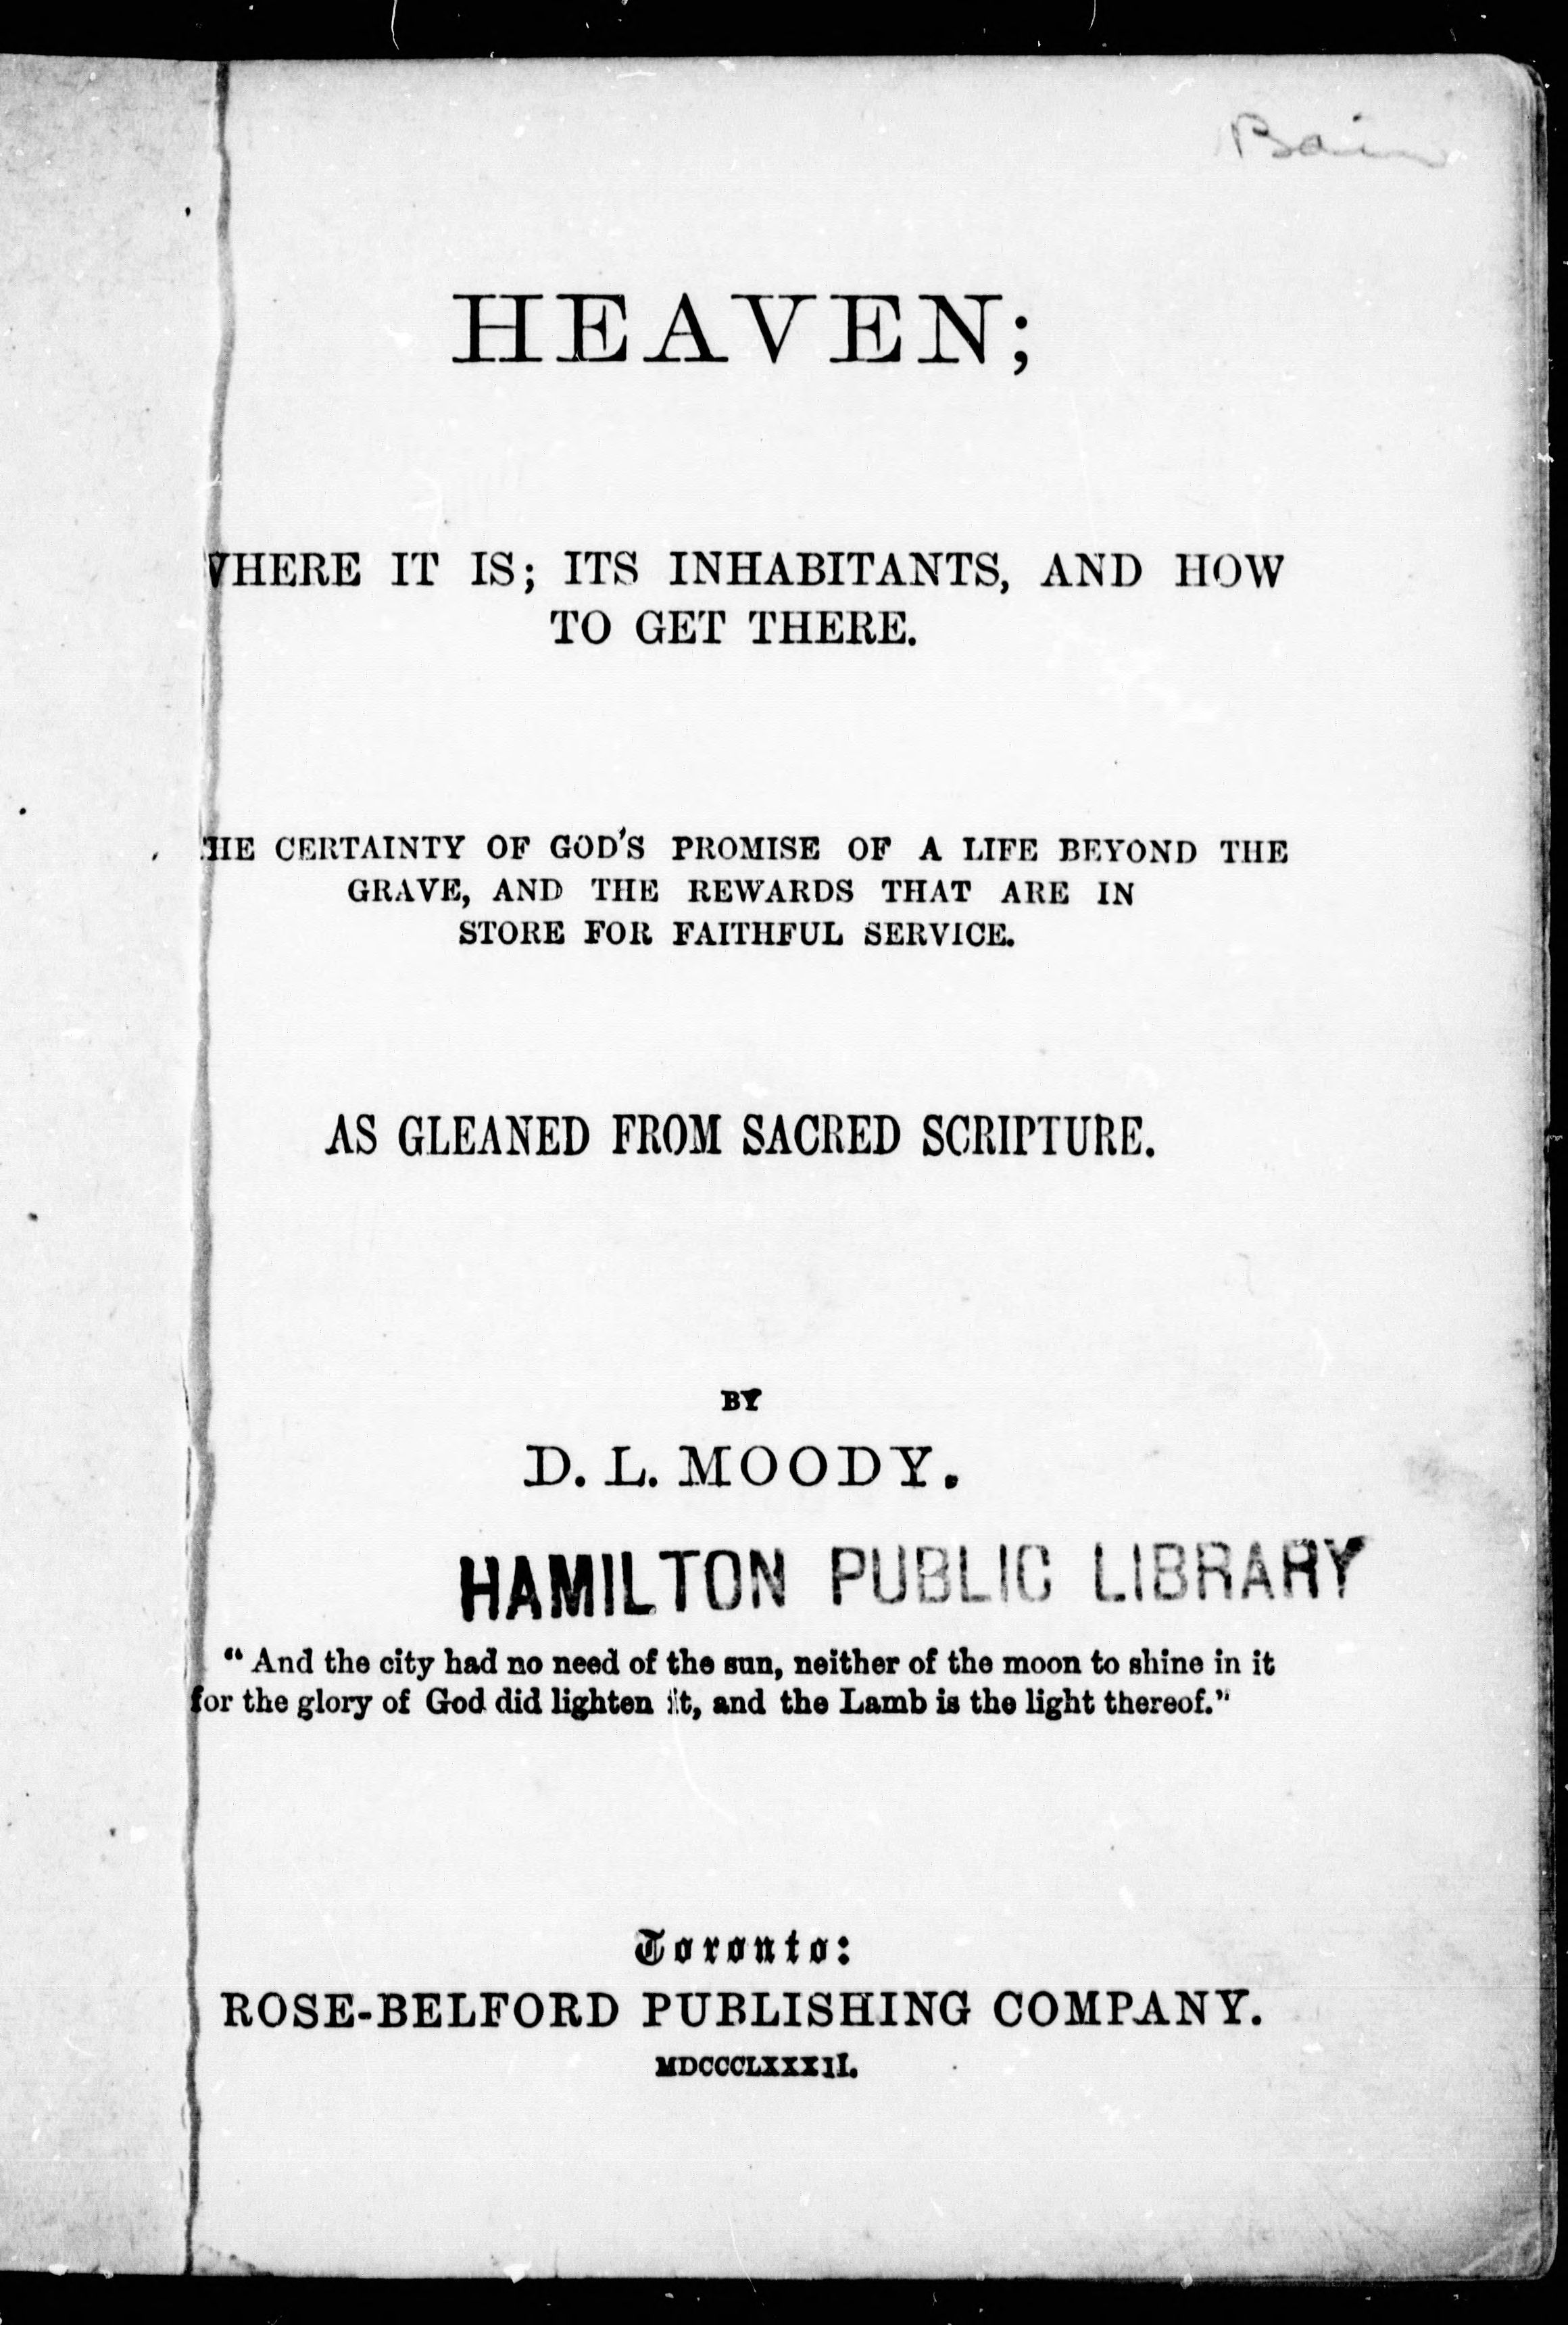 Bain
HEAVEN;
WHERE IT IS; ITS INHABITANTS, AND HOW
TO GET THERE.
THE CERTAINTY OF GOD'S PROMISE OF A LIFE BEYOND THE
GRAVE, AND THE REWARDS THAT ARE IN
STORE FOR FAITHFUL SERVICE.
AS GLEANED FROM SACRED SCRIPTURE.
BY
D. L. MOODY.
HAMILTON PUBLIC LIBRARY
“And the city had no need of the sun, neither of the moon to shine in it
for the glory of God did lighten it, and the Lamb is the light thereof.”
Toronto:
ROSE-BELFORD PUBLISHING COMPANY.
MDCCCLXXXII.